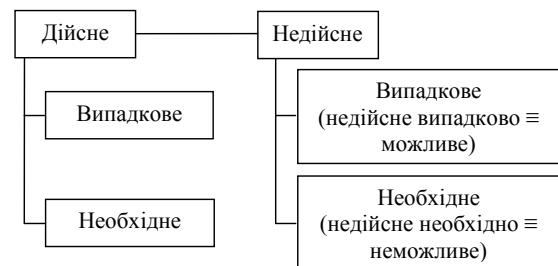 Дійсне
Недійсне
Випадкове
Випадкове
(недійсне випадково ≡
можливе)
Необхідне
Необхідне
(недійсне необхідно ≡
неможливе)